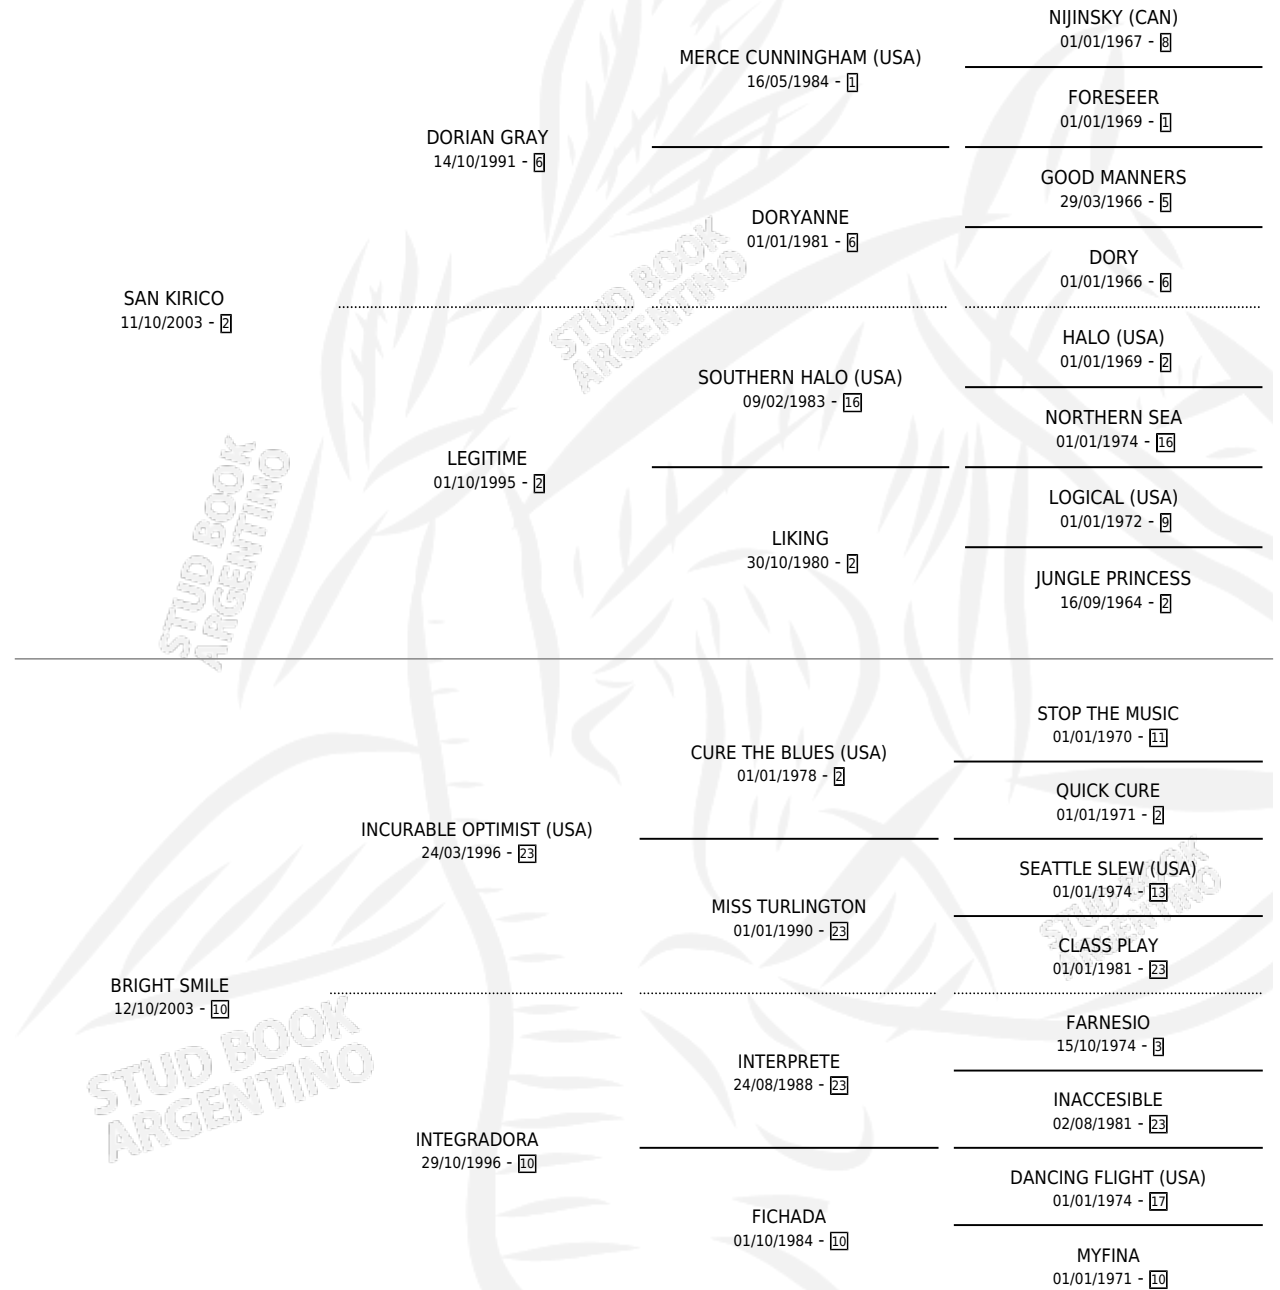 NIJINSKY (CAN)
01/01/1967 - 8
MERCE CUNNINGHAM (USA)
16/05/1984 - 1
FORESEER
01/01/1969 - 1
DORIAN GRAY
14/10/1991 - 6
GOOD MANNERS
29/03/1966 - 5
DORYANNE
01/01/1981 - 6
DORY
01/01/1966 - 6
SAN KIRICO
11/10/2003 - 2
HALO (USA)
01/01/1969 - 2
SOUTHERN HALO (USA)
09/02/1983 - 16
NORTHERN SEA
01/01/1974 - 16
LEGITIME
01/10/1995 - 2
LOGICAL (USA)
01/01/1972 - 9
LIKING
30/10/1980 - 2
JUNGLE PRINCESS
16/09/1964 - 2
STUD BOOK
ARGENTINO
STUD BOOK
ARGENTINO
STOP THE MUSIC
01/01/1970 - 11
CURE THE BLUES (USA)
01/01/1978 - 2
QUICK CURE
01/01/1971 - 2
INCURABLE OPTIMIST (USA)
24/03/1996 - 23
SEATTLE SLEW (USA)
01/01/1974 - 13
MISS TURLINGTON
01/01/1990 - 23
CLASS PLAY
01/01/1981 - 23
BRIGHT SMILE
12/10/2003 - 10
FARNESIO
15/10/1974 - 3
INTERPRETE
24/08/1988 - 23
INACCESIBLE
02/08/1981 - 23
INTEGRADORA
29/10/1996 - 10
DANCING FLIGHT (USA)
01/01/1974 - 17
FICHADA
01/10/1984 - 10
MYFINA
01/01/1971 - 10
STUD BOOK
ARGENTINO
STUD BOOK
ARGENTINO